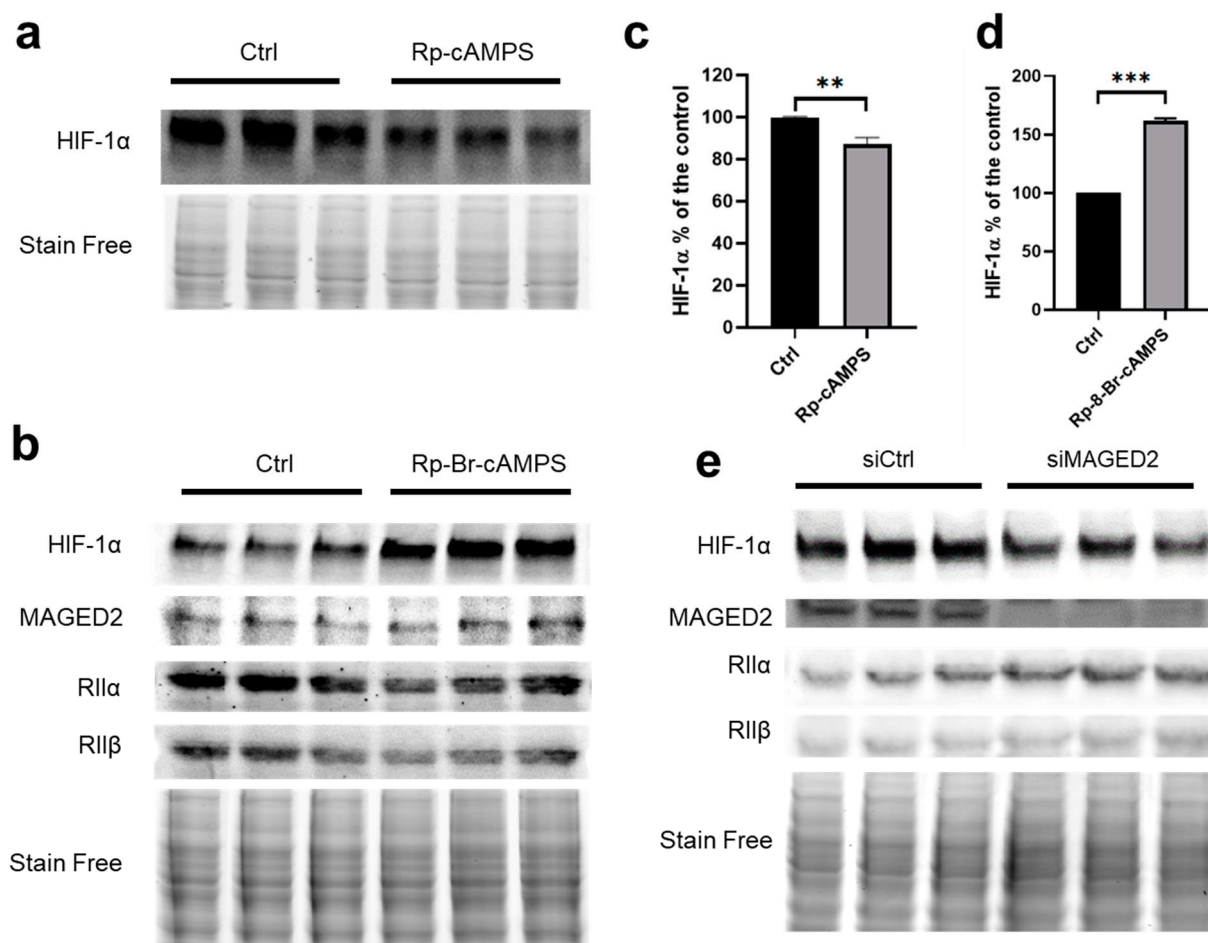 a
Ctrl
Rp-cAMPS
HIF-1α
Stain Free
c
**
HIF-1α % of the control
120
100
80
60
40
20
0
Ctrl
Rp-cAMPS
d
***
HIF-1α % of the control
200
150
100
50
0
Ctrl
Rp-8-Br-cAMPS
b
Ctrl
Rp-Br-cAMPS
HIF-1α
MAGED2
RIIα
RIIβ
Stain Free
e
siCtrl
siMAGED2
HIF-1α
MAGED2
RIIα
RIIβ
Stain Free